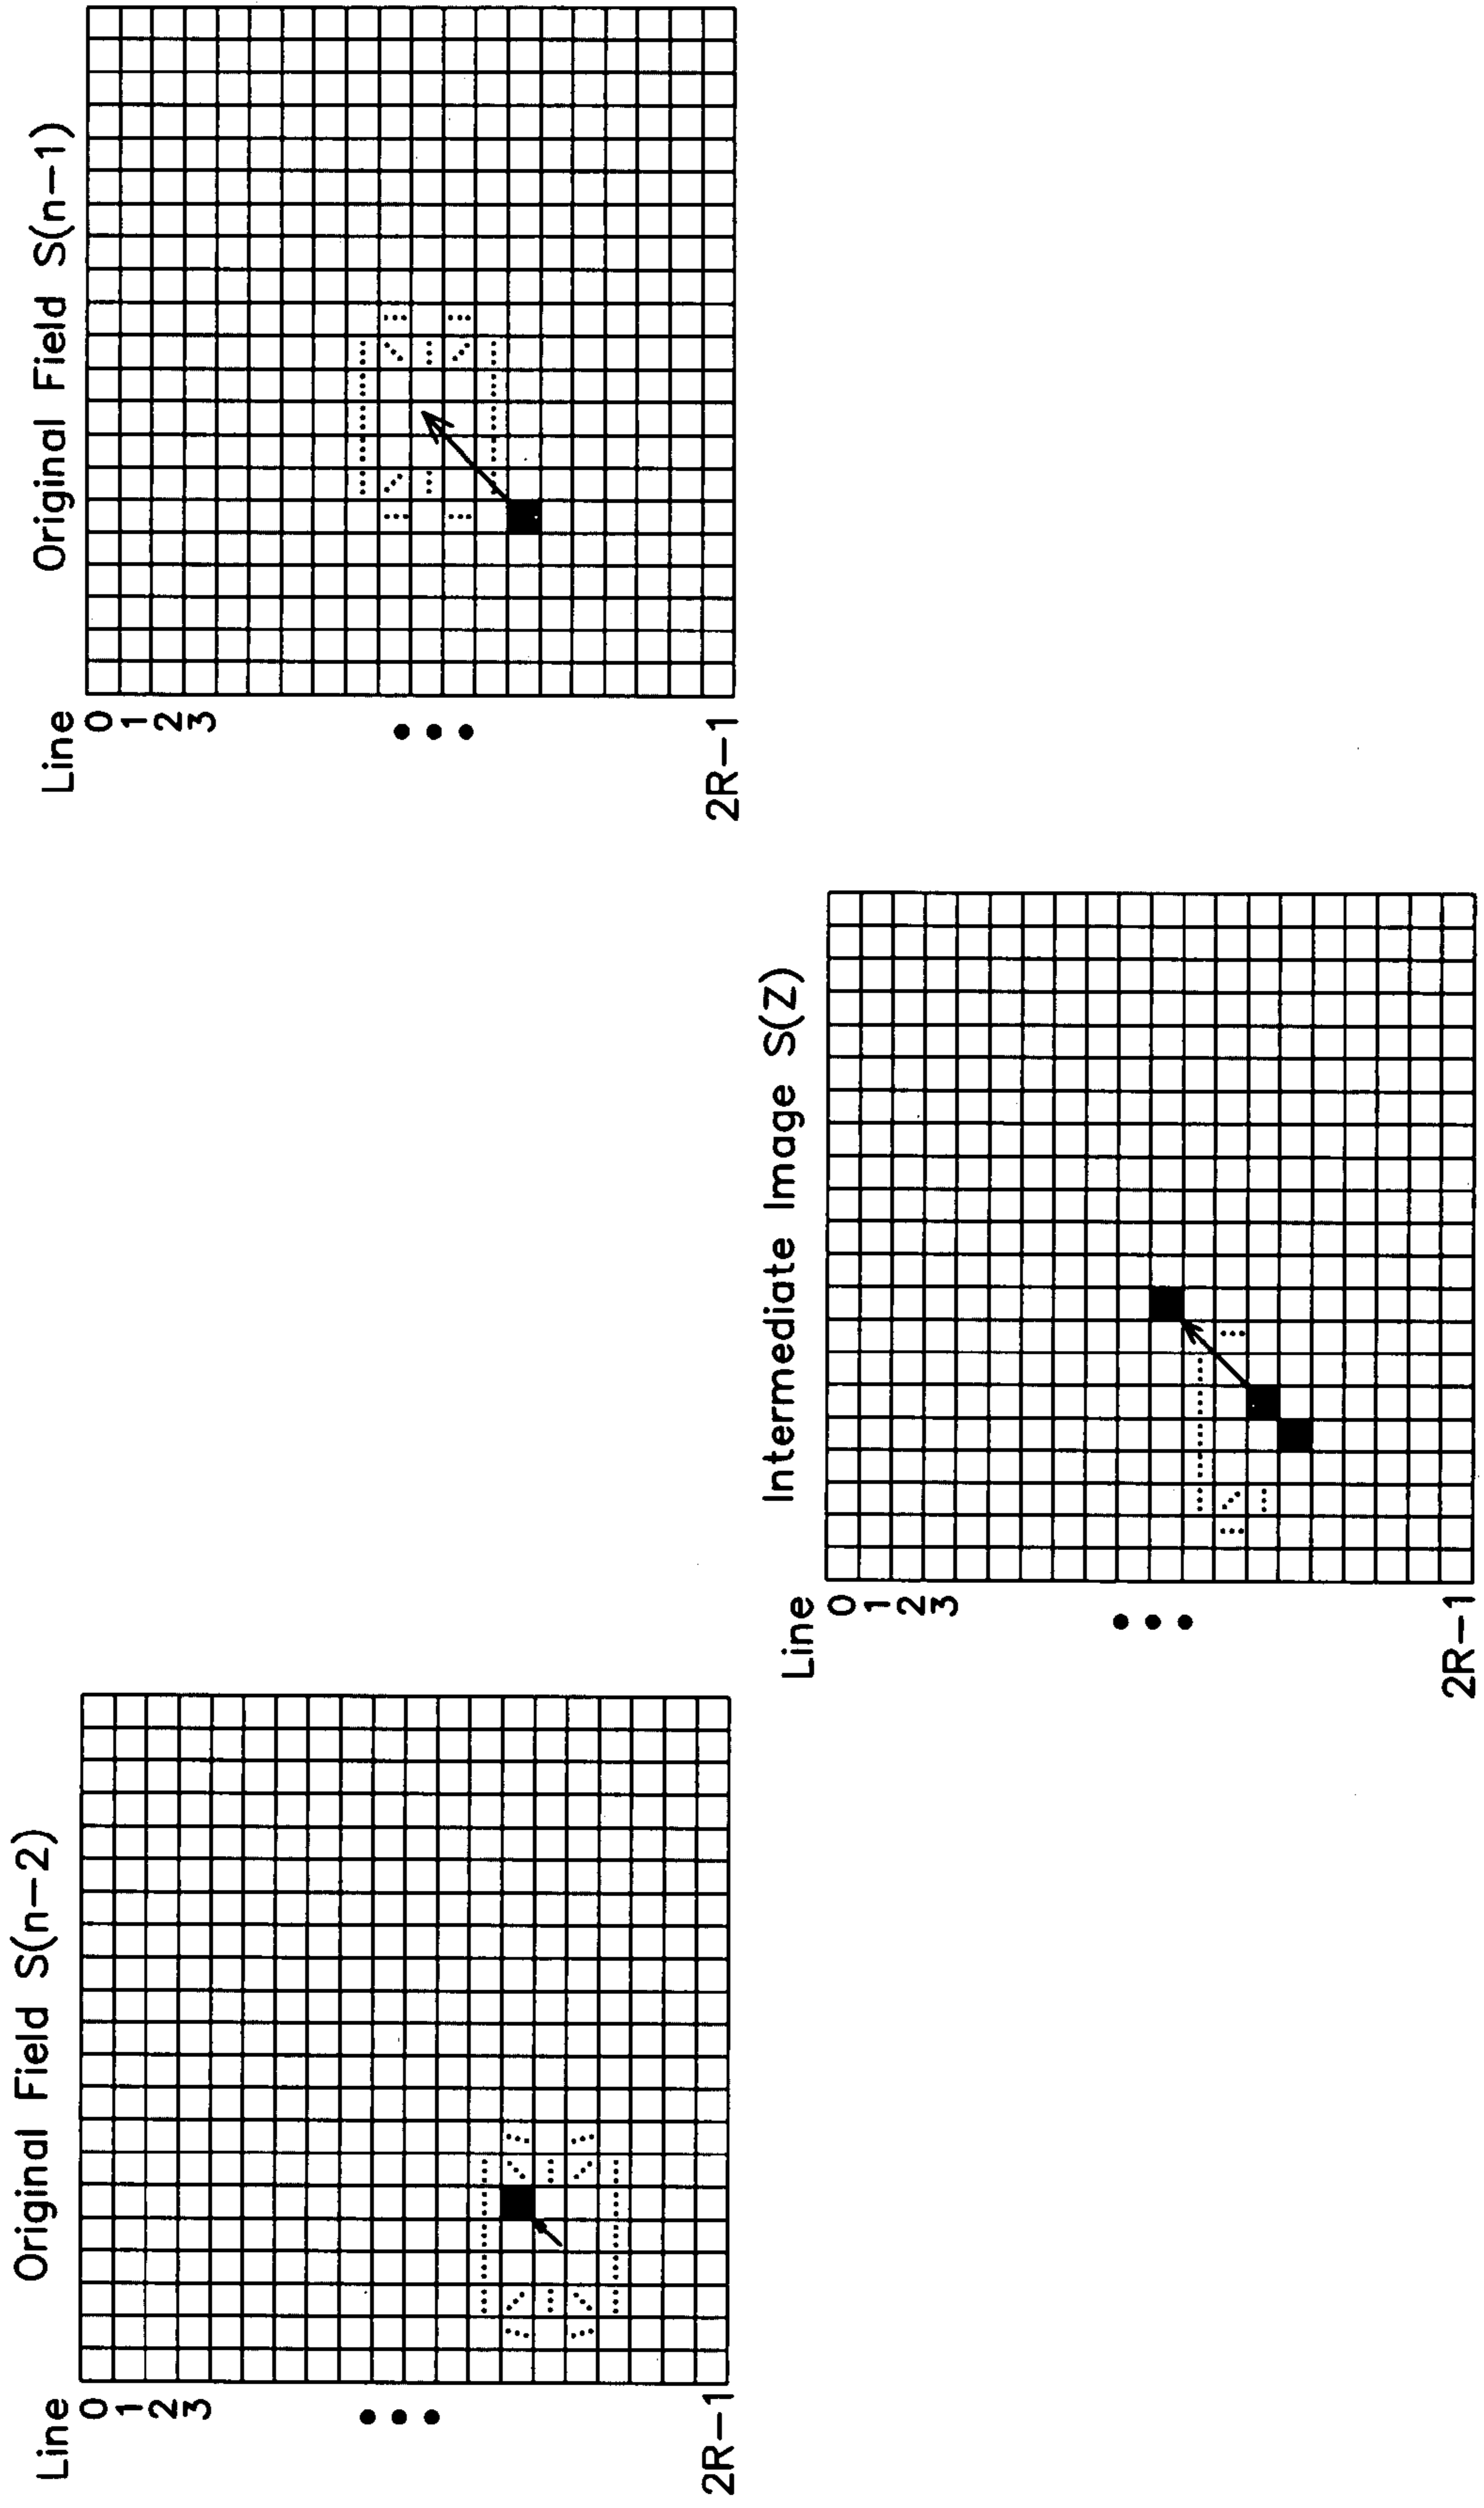 Original Field S(n-2)
Line
0
1
2
3
2R-1
Intermediate Image S(Z)
Line
0
1
2
3
2R-1
Original Field S(n-1)
Line
0
1
2
3
2R-1